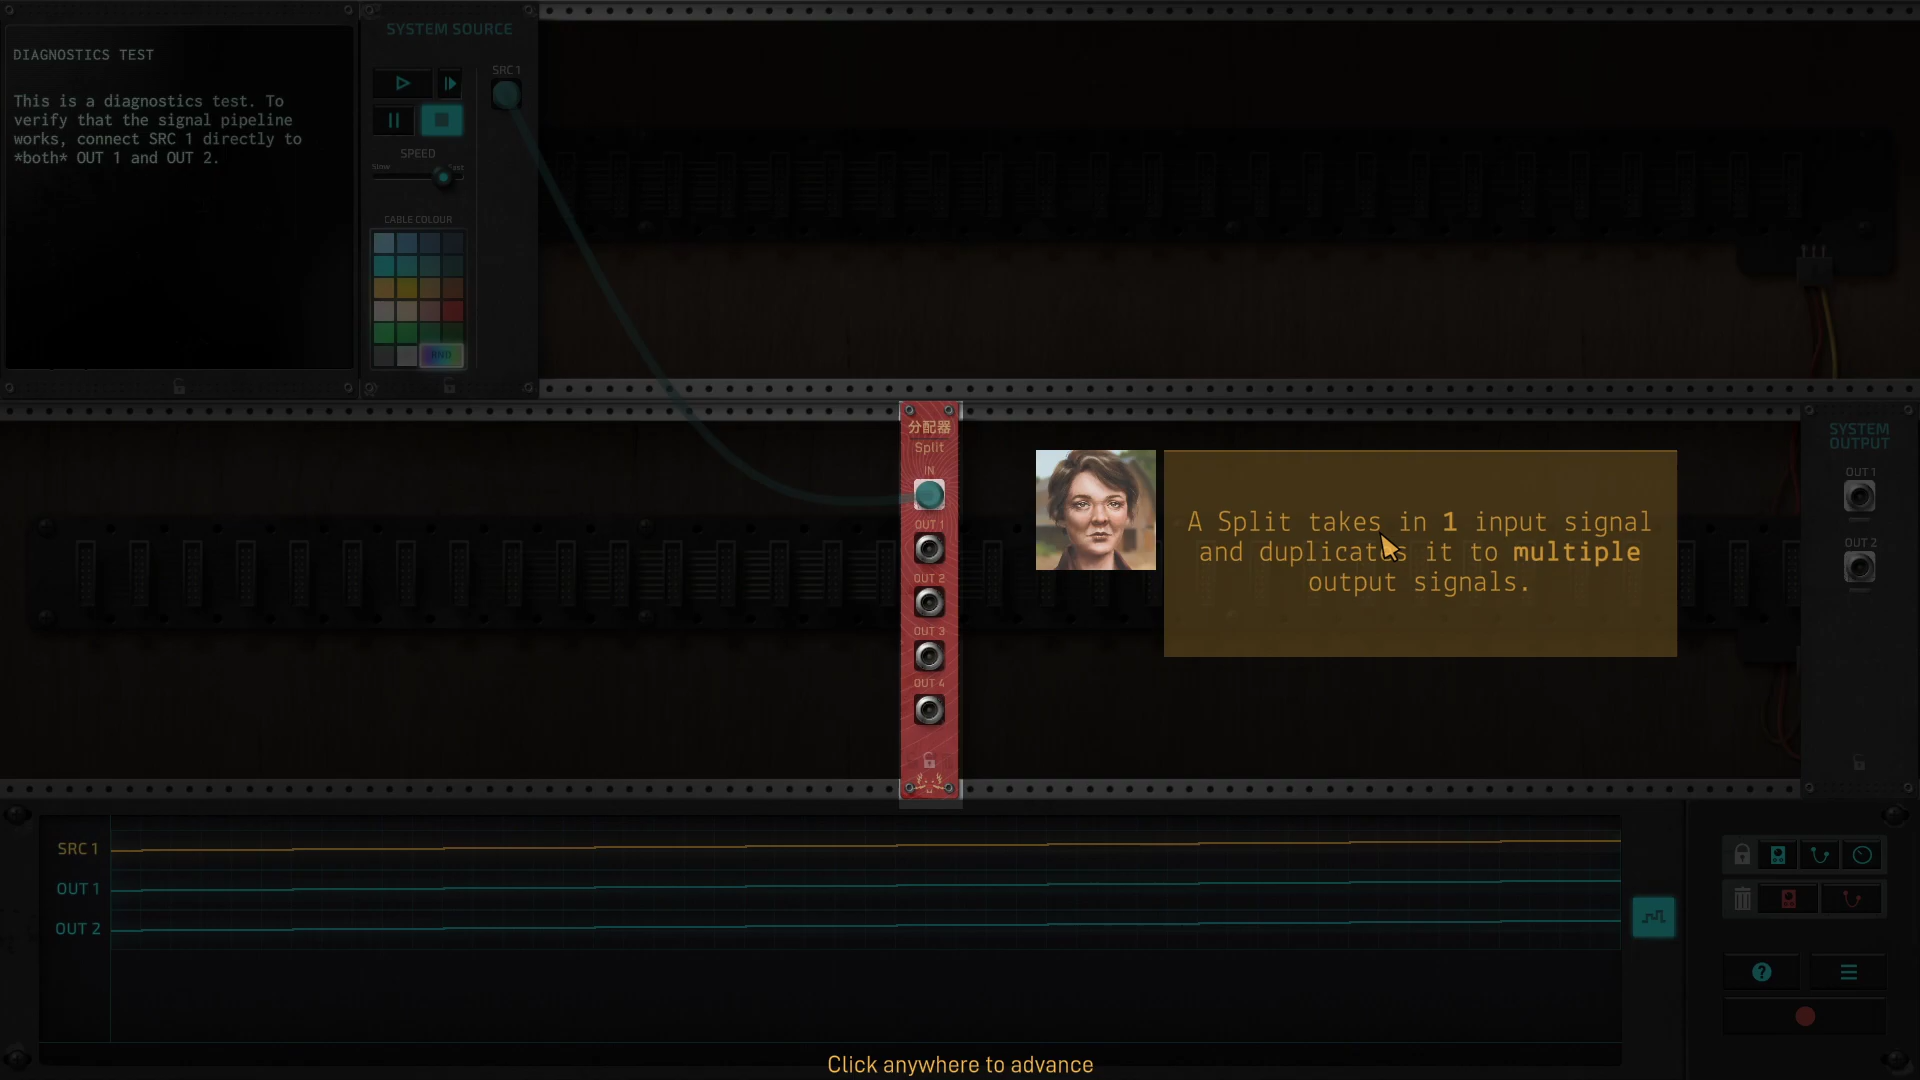 DIAGNOSTICS TEST
This is a diagnostics test. To
verify that the signal pipeline
works, connect SRC 1 directly to
*both* OUT 1 and OUT 2.
SYSTEM SOURCE
SRC 1
SPEED
Slow
Fast
CABLE COLOUR
RND
分配器
Split
IN
OUT 1
OUT 2
OUT 3
OUT 4
A Split takes in 1 input signal
and duplicates it to multiple
output signals.
SYSTEM
OUTPUT
OUT 1
OUT 2
SRC 1
OUT 1
OUT 2
?
Click anywhere to advance